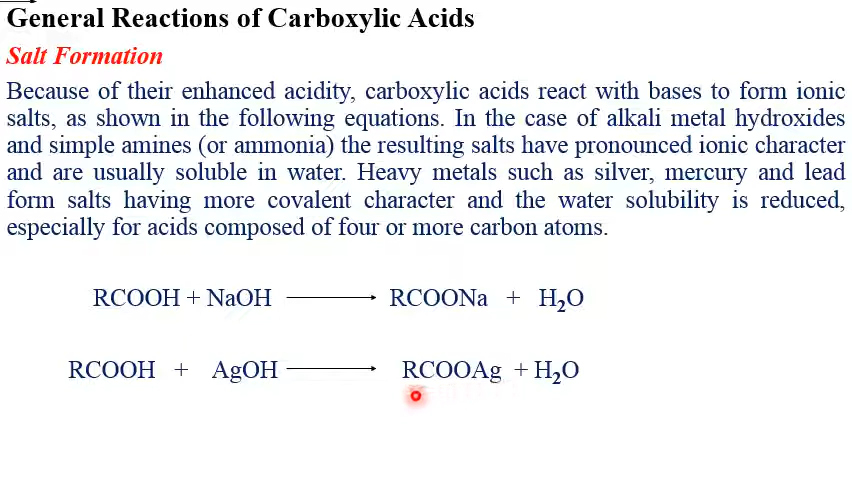 General Reactions of Carboxylic Acids
Salt Formation
Because of their enhanced acidity, carboxylic acids react with bases to form ionic
salts, as shown in the following equations. In the case of alkali metal hydroxides
and simple amines (or ammonia) the resulting salts have pronounced ionic character
and are usually soluble in water. Heavy metals such as silver, mercury and lead
form salts having more covalent character and the water solubility is reduced,
especially for acids composed of four or more carbon atoms.
RCOOH + NaOH ⟶ RCOONa + H₂O
RCOOH + AgOH ⟶ RCOOAg + H₂O